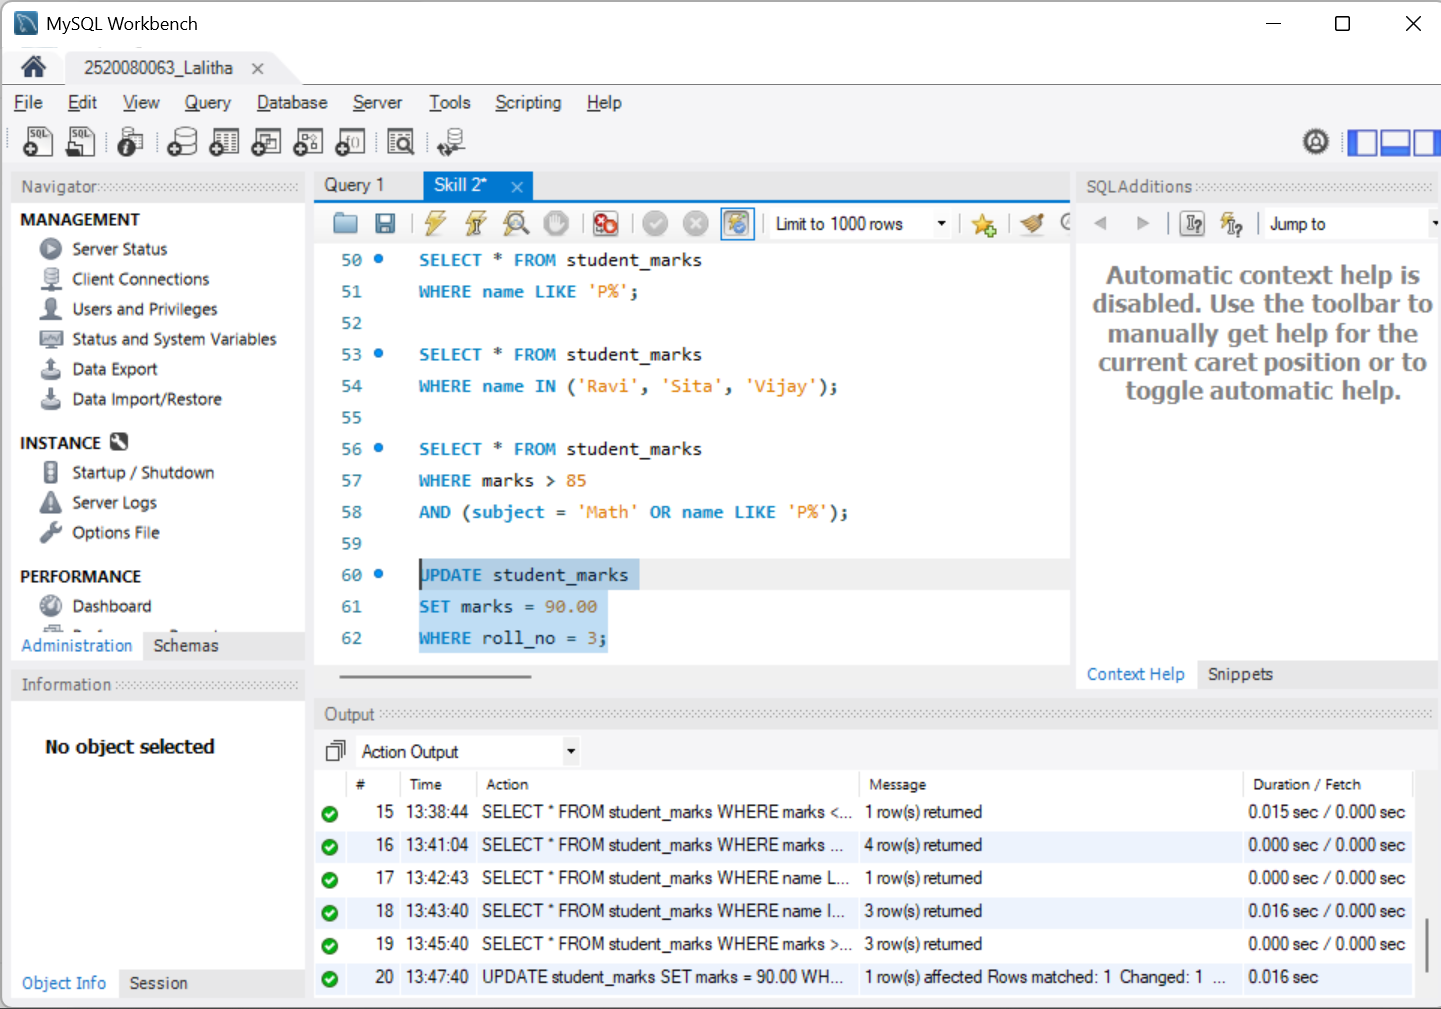 MySQL Workbench
2520080063_Lalitha
File Edit View Query Database Server Tools Scripting Help
Navigator
MANAGEMENT
Server Status
Client Connections
Users and Privileges
Status and System Variables
Data Export
Data Import/Restore
INSTANCE
Startup / Shutdown
Server Logs
Options File
PERFORMANCE
Dashboard
Administration Schemas
Information
No object selected
Object Info Session
Query 1 Skill 2*
Limit to 1000 rows
50 SELECT * FROM student_marks
51 WHERE name LIKE 'P%';
52
53 SELECT * FROM student_marks
54 WHERE name IN ('Ravi', 'Sita', 'Vijay');
55
56 SELECT * FROM student_marks
57 WHERE marks > 85
58 AND (subject = 'Math' OR name LIKE 'P%');
59
60 UPDATE student_marks
61 SET marks = 90.00
62 WHERE roll_no = 3;
SQLAdditions
Jump to
Automatic context help is
disabled. Use the toolbar to
manually get help for the
current caret position or to
toggle automatic help.
Context Help Snippets
Output
Action Output
# Time Action Message Duration / Fetch
15 13:38:44 SELECT * FROM student_marks WHERE marks <... 1 row(s) returned 0.015 sec / 0.000 sec
16 13:41:04 SELECT * FROM student_marks WHERE marks ... 4 row(s) returned 0.000 sec / 0.000 sec
17 13:42:43 SELECT * FROM student_marks WHERE name L... 1 row(s) returned 0.000 sec / 0.000 sec
18 13:43:40 SELECT * FROM student_marks WHERE name I... 3 row(s) returned 0.016 sec / 0.000 sec
19 13:45:40 SELECT * FROM student_marks WHERE marks >... 3 row(s) returned 0.000 sec / 0.000 sec
20 13:47:40 UPDATE student_marks SET marks = 90.00 WH... 1 row(s) affected Rows matched: 1 Changed: 1 ... 0.016 sec